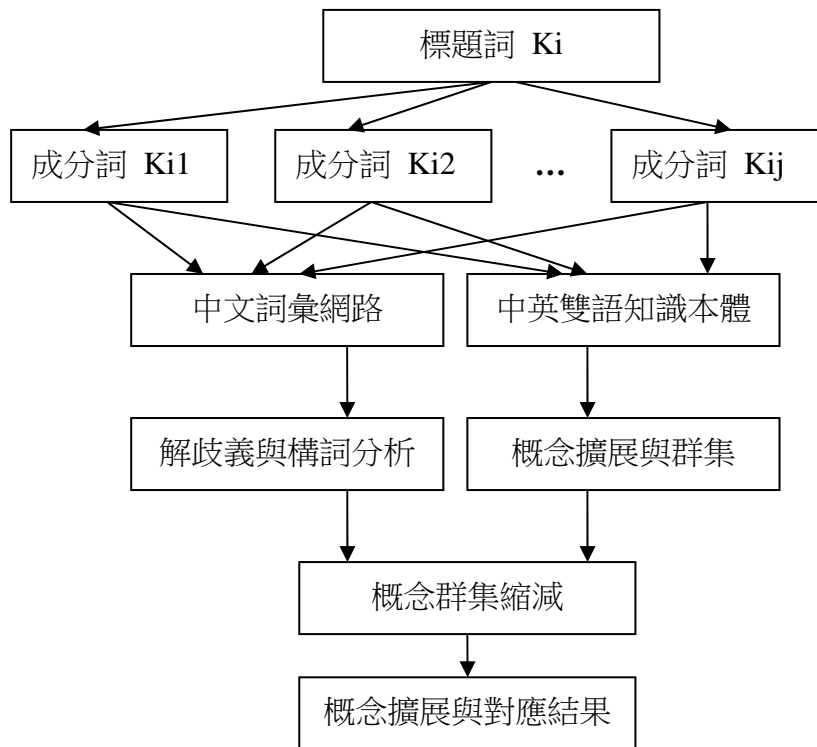 標題詞 Ki
成分詞 Ki1
成分詞 Ki2
...
成分詞 Kij
中文詞彙網路
中英雙語知識本體
解歧義與構詞分析
概念擴展與群集
概念群集縮减
概念擴展與對應結果